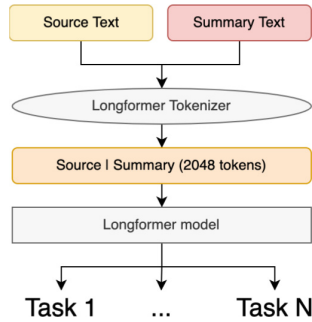 Source Text
Summary Text
Longformer Tokenizer
Source | Summary (2048 tokens)
Longformer model
Task 1 ... Task N